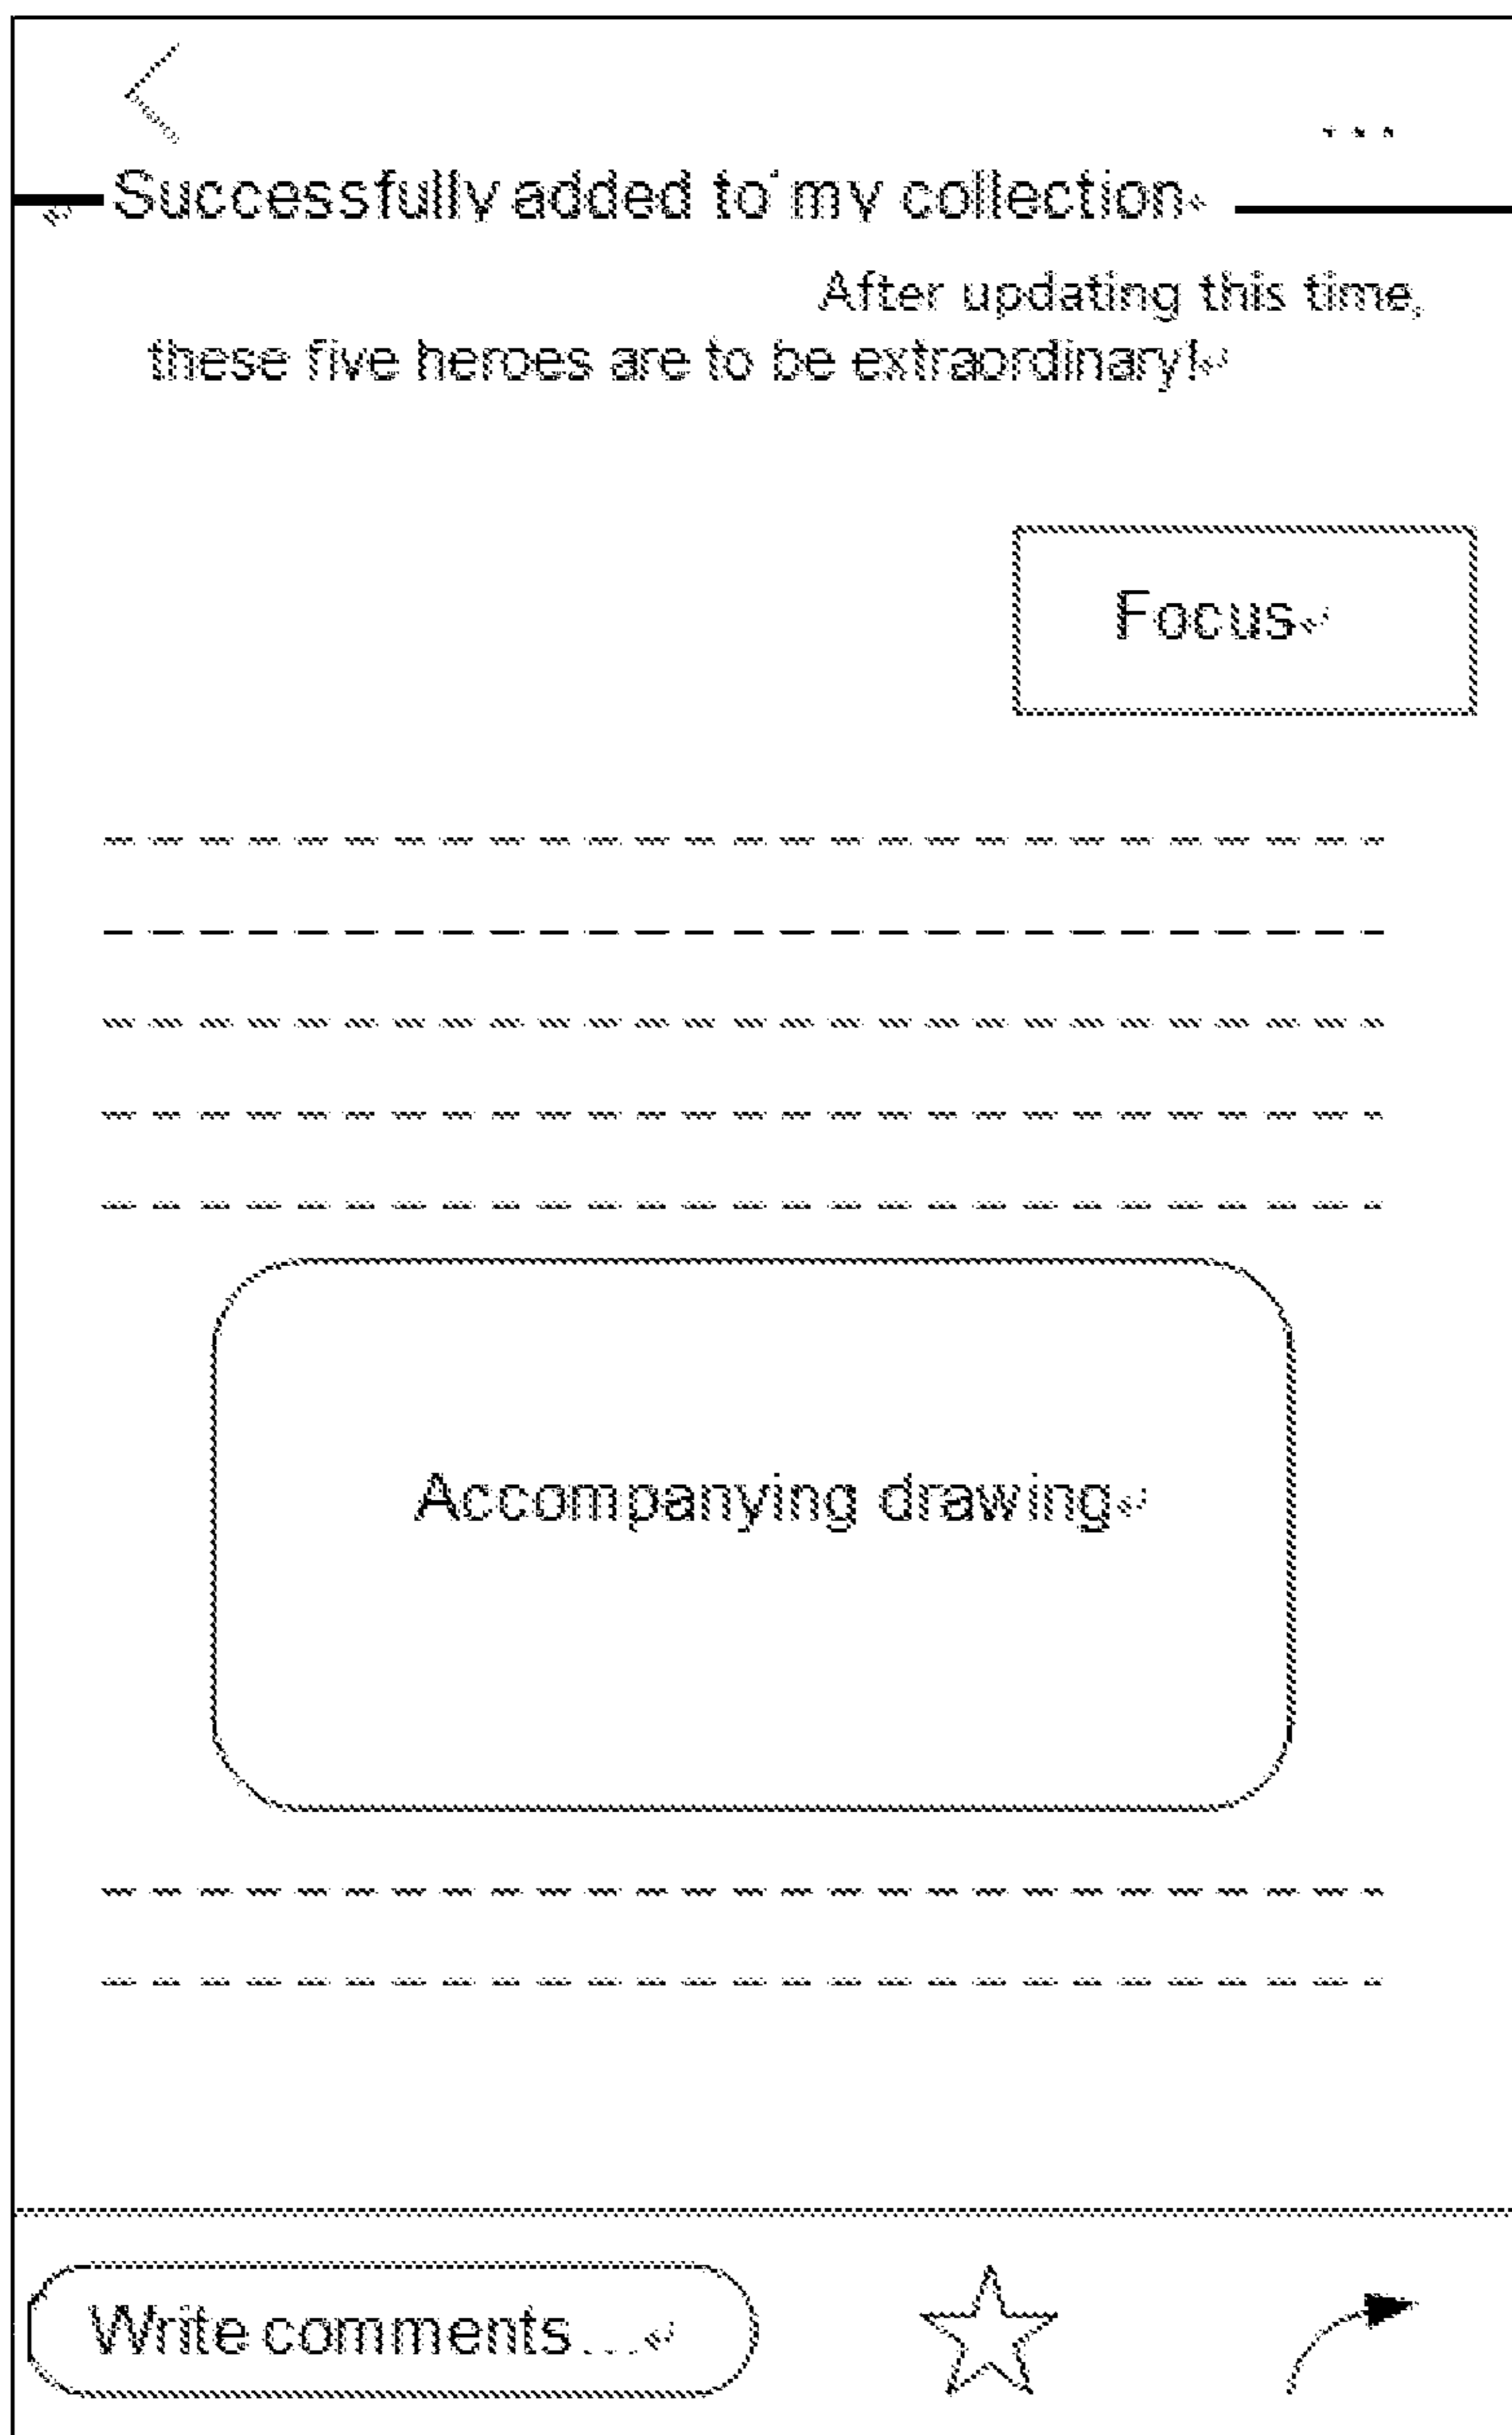 ...
Successfully added to my collection
After updating this time,
these five heroes are to be extraordinary!
Focus
Accompanying drawing
Write comments....